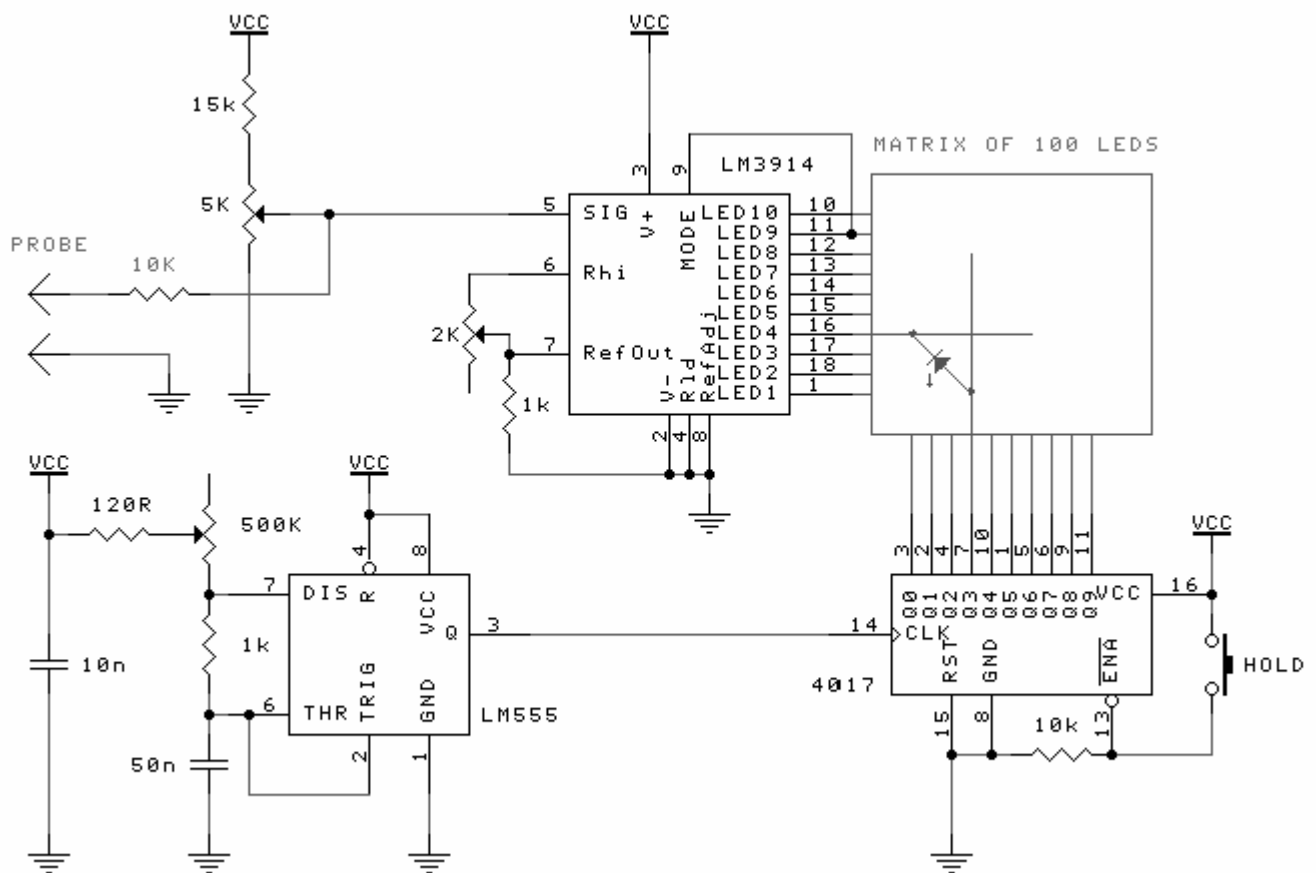 VCC
VCC
15k
MATRIX OF 100 LEDS
LM3914
3
9
5K
5
SIG
V+
MODE
LED10
10
LED9
11
LED8
12
PROBE
10K
6
Rhi
LED7
13
LED6
14
LED5
15
2K
LED4
16
7
RefOut
LED3
17
LED2
18
LED1
1
V-
Rld
RefAdj
1k
2
4
8
VCC
VCC
120R
500K
VCC
4
8
3
2
4
7
10
1
5
6
9
11
7
DIS
R
VCC
Q0
Q1
Q2
Q3
Q4
Q5
Q6
Q7
Q8
Q9
VCC
16
1k
Q
3
14
CLK
10n
RST
GND
ENA
HOLD
4017
6
THR
TRIG
GND
LM555
15
8
10k
13
50n
2
1